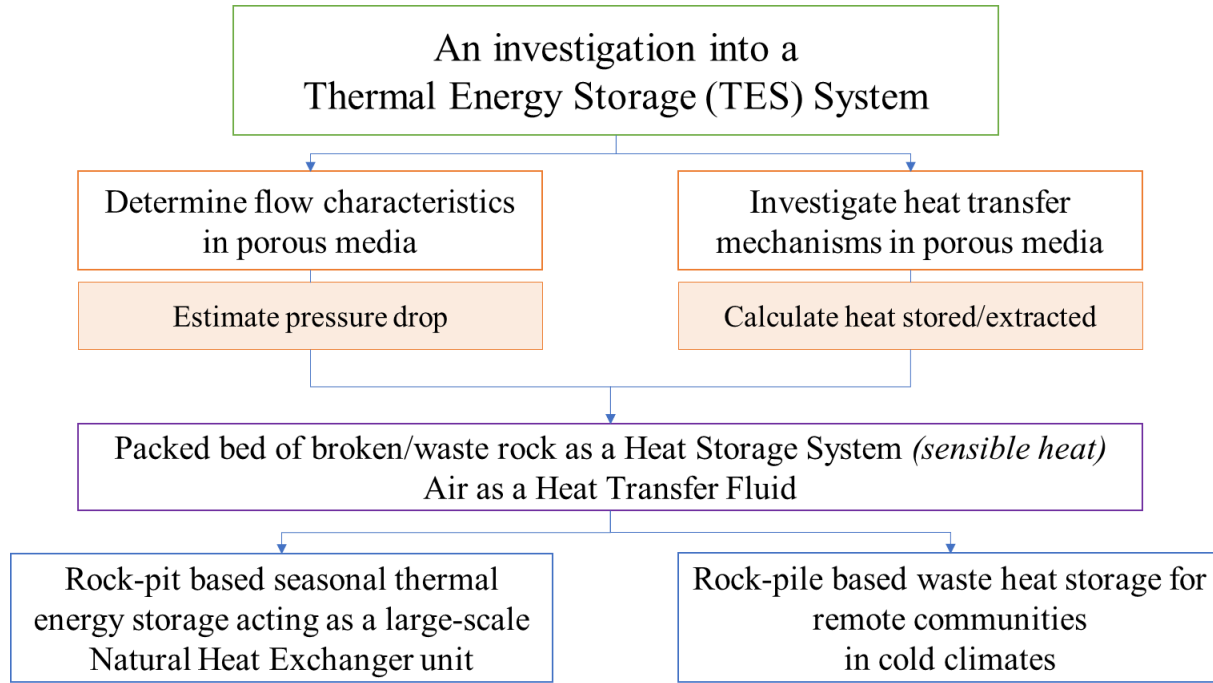 An investigation into a
Thermal Energy Storage (TES) System
Determine flow characteristics
in porous media
Investigate heat transfer
mechanisms in porous media
Estimate pressure drop
Calculate heat stored/extracted
Packed bed of broken/waste rock as a Heat Storage System (sensible heat)
Air as a Heat Transfer Fluid
Rock-pit based seasonal thermal
energy storage acting as a large-scale
Natural Heat Exchanger unit
Rock-pile based waste heat storage for
remote communities
in cold climates